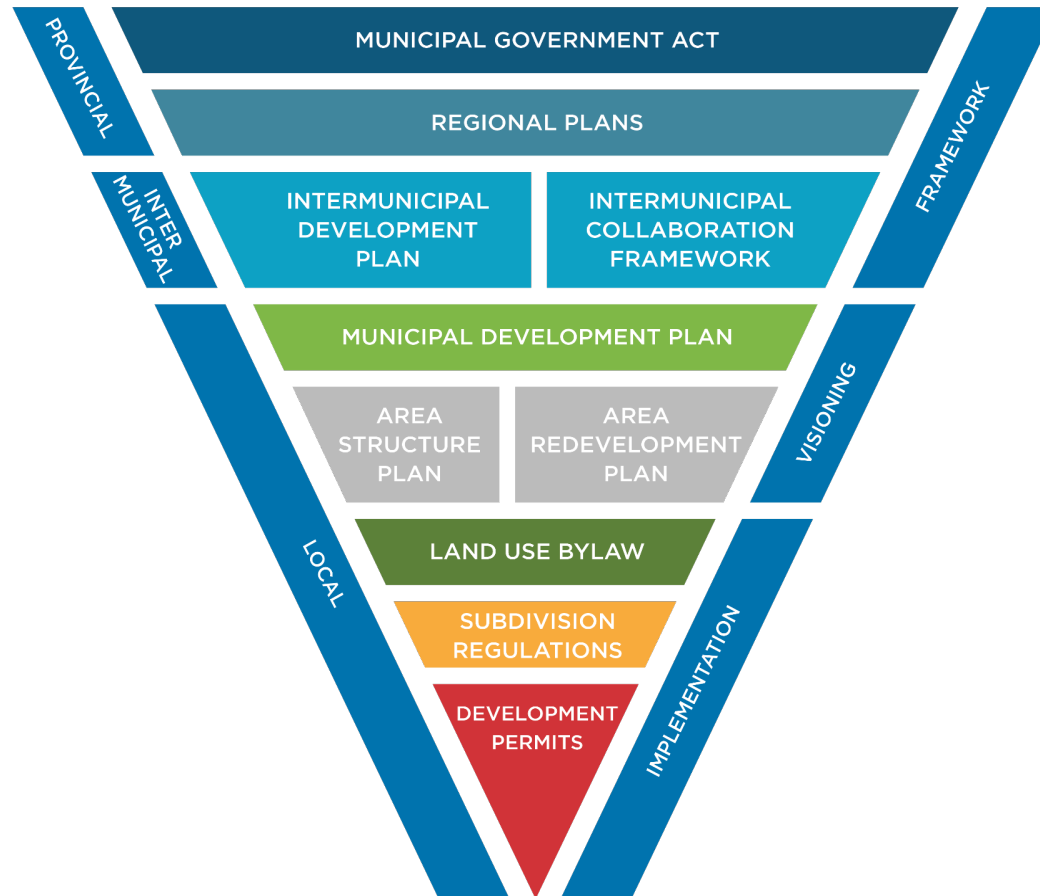 PROVINCIAL
MUNICIPAL GOVERNMENT ACT
REGIONAL PLANS
FRAMEWORK
INTER
MUNICIPAL
INTERMUNICIPAL
DEVELOPMENT
PLAN
INTERMUNICIPAL
COLLABORATION
FRAMEWORK
LOCAL
MUNICIPAL DEVELOPMENT PLAN
VISIONING
AREA
STRUCTURE
PLAN
AREA
REDEVELOPMENT
PLAN
LAND USE BYLAW
IMPLEMENTATION
SUBDIVISION
REGULATIONS
DEVELOPMENT
PERMITS